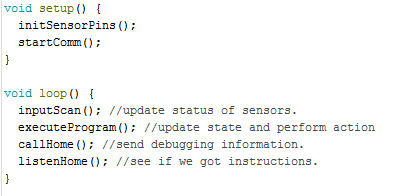 void setup() {
  initSensorPins();
  startComm();
}

void loop() {
  inputScan(); //update status of sensors.
  executeProgram(); //update state and perform action
  callHome(); //send debugging information.
  listenHome(); //see if we got instructions.
}